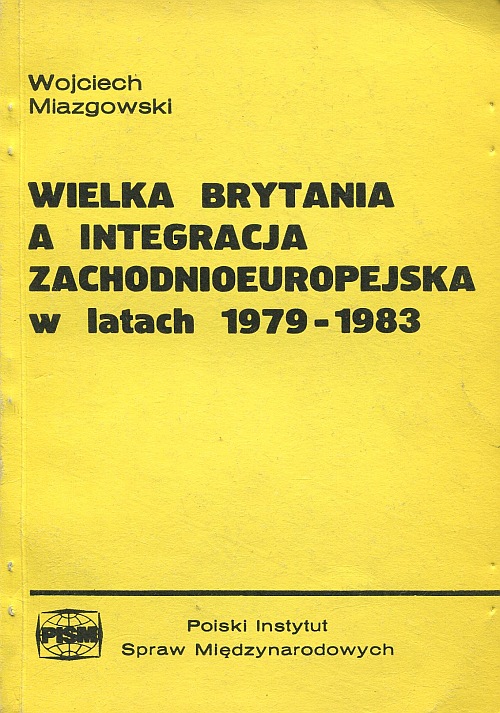 Wojciech
Miazgowski
WIELKA BRYTANIA
A INTEGRACJA
ZACHODNIOEUROPEJSKA
w latach 1979-1983
PISM
Polski Instytut
Spraw Międzynarodowych